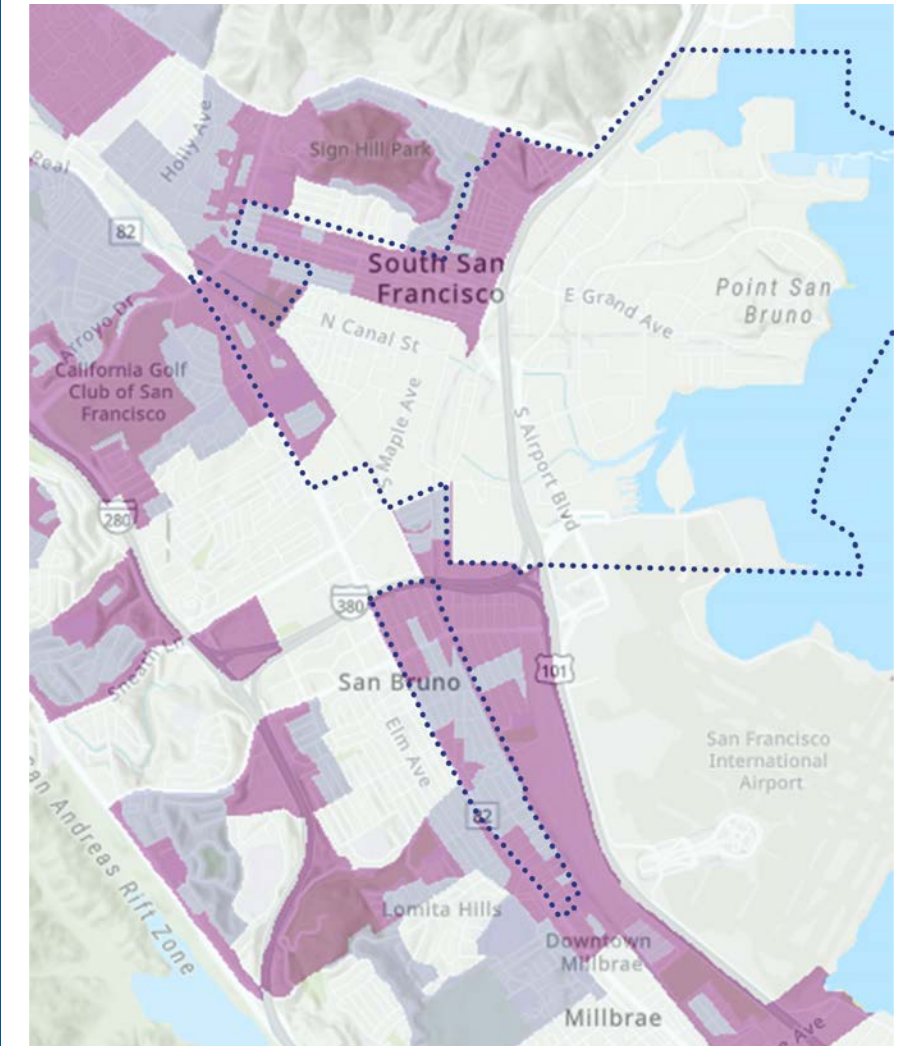 Holly Ave
Sign Hill Park
Real
82
South San
Francisco
Point San
Bruno
E Grand Ave
N Canal St
Arroyo Dr
California Golf
Club of San
Francisco
S Maple Ave
S Airport Blvd
280
380
101
Sneath Ln
San Bruno
Elm Ave
San Francisco
International
Airport
82
San Andreas Rift Zone
Lomita Hills
Downtown
Millbrae
Millbrae
Ave